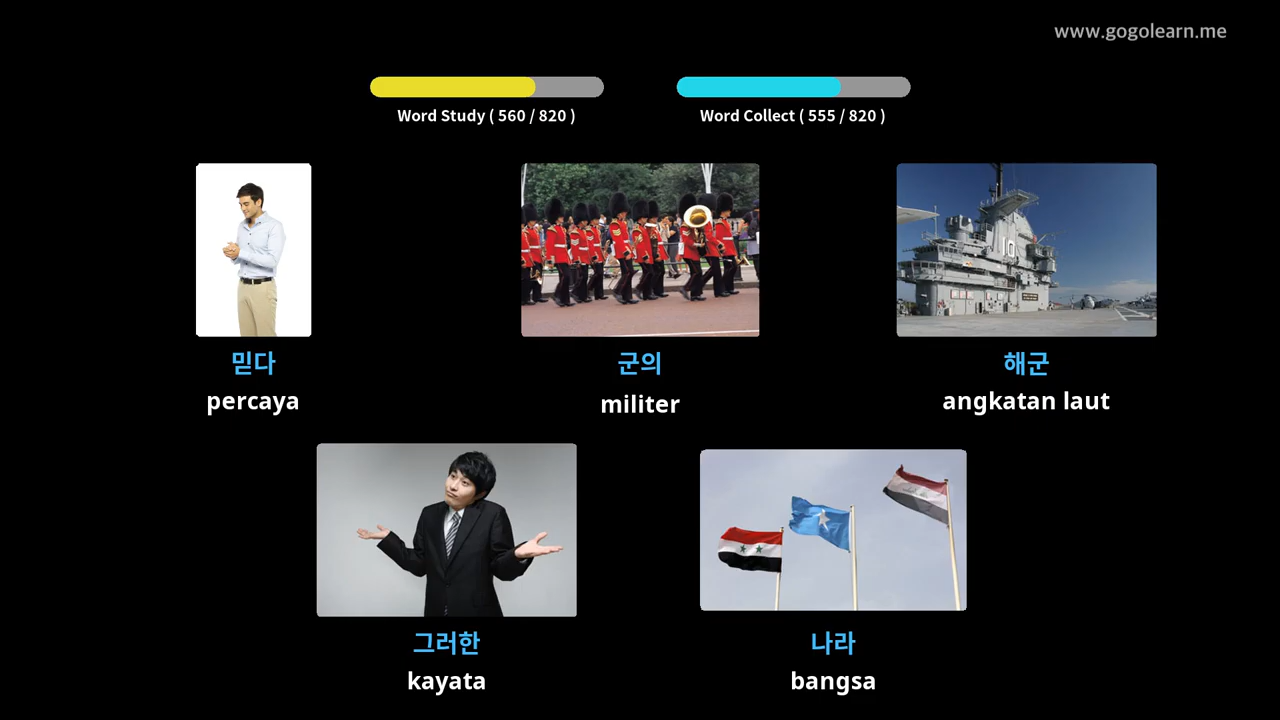 www.gogolearn.me
Word Study ( 560 / 820 )
Word Collect ( 555 / 820 )
믿다
percaya
군의
militer
10
해군
angkatan laut
그러한
kayata
나라
bangsa